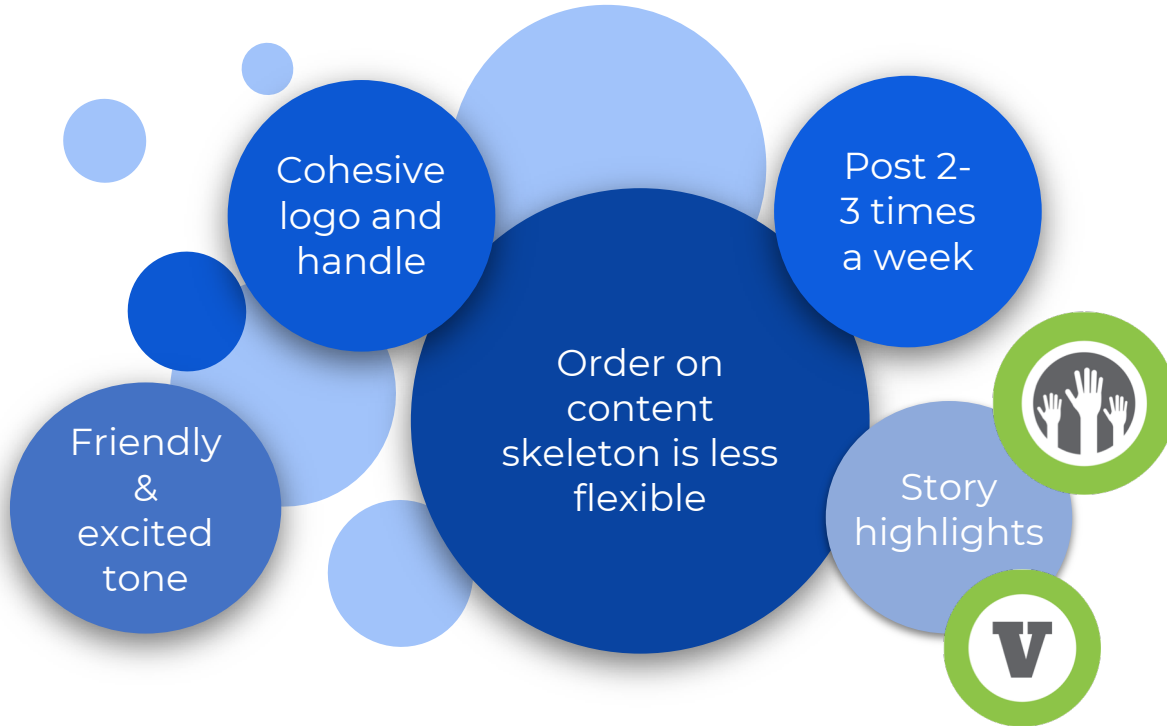 Cohesive
logo and
handle
Post 2-
3 times
a week
Order on
content
skeleton is less
flexible
Friendly
&
excited
tone
Story
highlights
V